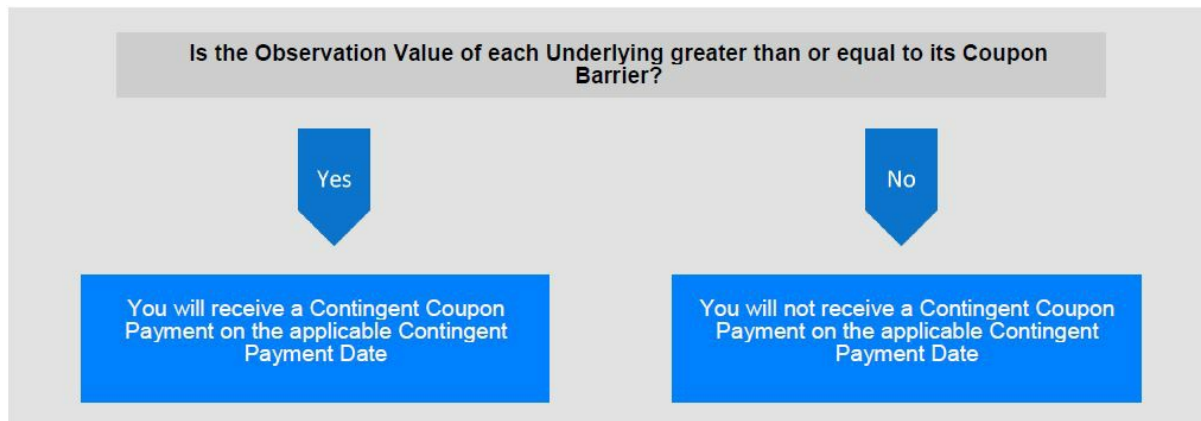 Is the Observation Value of each Underlying greater than or equal to its Coupon
Barrier?
Yes
No
You will receive a Contingent Coupon
Payment on the applicable Contingent
Payment Date
You will not receive a Contingent Coupon
Payment on the applicable Contingent
Payment Date